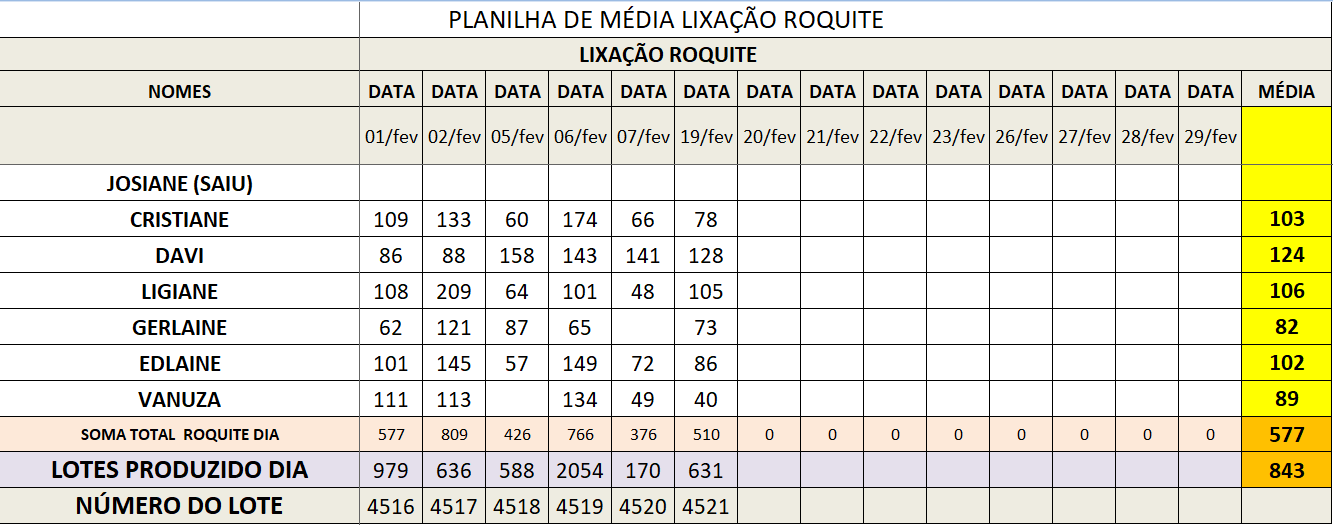 PLANILHA DE MÉDIA LIXAÇÃO ROQUITE
LIXAÇÃO ROQUITE
NOMES DATA DATA DATA DATA DATA DATA DATA DATA DATA DATA DATA DATA DATA DATA MÉDIA
01/fev 02/fev 05/fev 06/fev 07/fev 19/fev 20/fev 21/fev 22/fev 23/fev 26/fev 27/fev 28/fev 29/fev
JOSIANE (SAIU)
CRISTIANE 109 133 60 174 66 78 103
DAVI 86 88 158 143 141 128 124
LIGIANE 108 209 64 101 48 105 106
GERLAINE 62 121 87 65 73 82
EDLAINE 101 145 57 149 72 86 102
VANUZA 111 113 134 49 40 89
SOMA TOTAL ROQUITE DIA 577 809 426 766 376 510 0 0 0 0 0 0 0 0 577
LOTES PRODUZIDO DIA 979 636 588 2054 170 631 843
NÚMERO DO LOTE 4516 4517 4518 4519 4520 4521